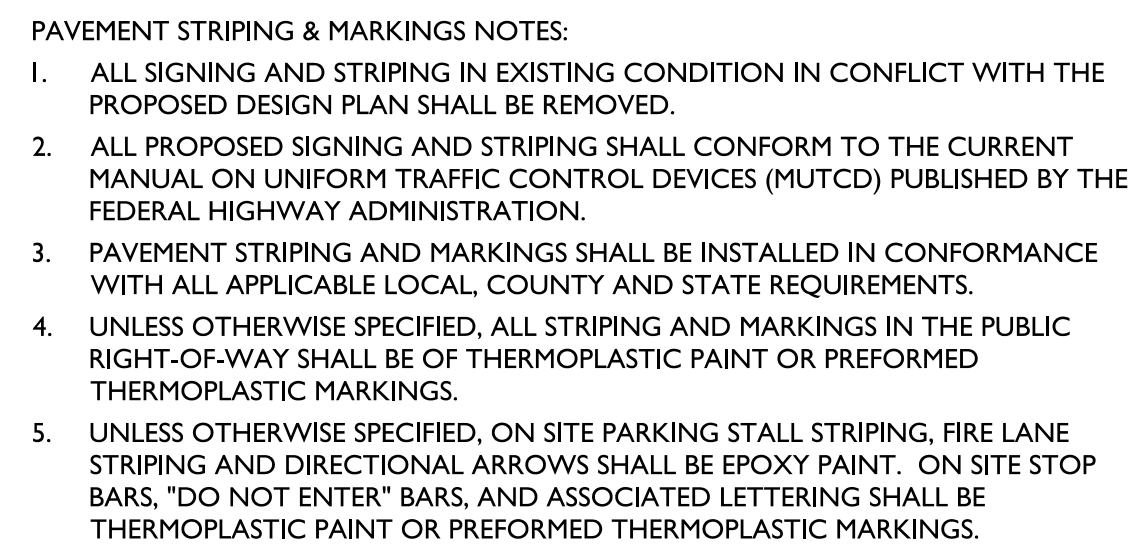 PAVEMENT STRIPING & MARKINGS NOTES:
1. ALL SIGNING AND STRIPING IN EXISTING CONDITION IN CONFLICT WITH THE
PROPOSED DESIGN PLAN SHALL BE REMOVED.
2. ALL PROPOSED SIGNING AND STRIPING SHALL CONFORM TO THE CURRENT
MANUAL ON UNIFORM TRAFFIC CONTROL DEVICES (MUTCD) PUBLISHED BY THE
FEDERAL HIGHWAY ADMINISTRATION.
3. PAVEMENT STRIPING AND MARKINGS SHALL BE INSTALLED IN CONFORMANCE
WITH ALL APPLICABLE LOCAL, COUNTY AND STATE REQUIREMENTS.
4. UNLESS OTHERWISE SPECIFIED, ALL STRIPING AND MARKINGS IN THE PUBLIC
RIGHT-OF-WAY SHALL BE OF THERMOPLASTIC PAINT OR PREFORMED
THERMOPLASTIC MARKINGS.
5. UNLESS OTHERWISE SPECIFIED, ON SITE PARKING STALL STRIPING, FIRE LANE
STRIPING AND DIRECTIONAL ARROWS SHALL BE EPOXY PAINT. ON SITE STOP
BARS, "DO NOT ENTER" BARS, AND ASSOCIATED LETTERING SHALL BE
THERMOPLASTIC PAINT OR PREFORMED THERMOPLASTIC MARKINGS.